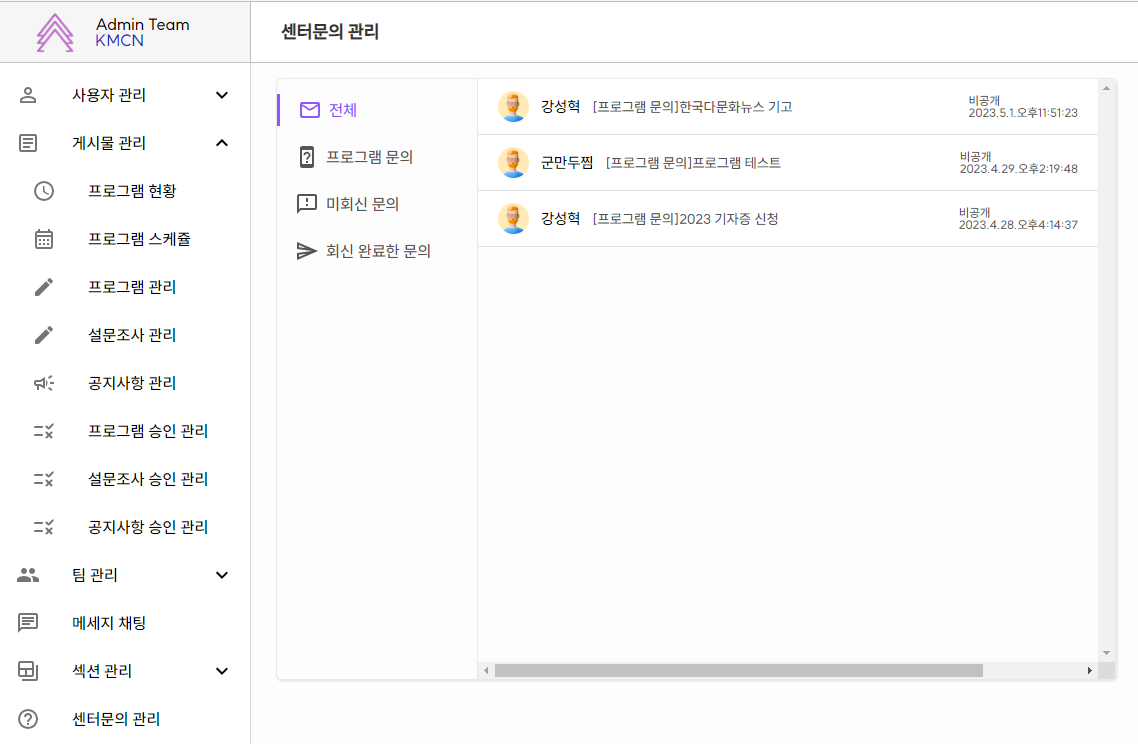 Admin Team
KMCN
센터문의 관리
사용자 관리
게시물 관리
프로그램 현황
프로그램 스케줄
프로그램 관리
설문조사 관리
공지사항 관리
프로그램 승인 관리
설문조사 승인 관리
공지사항 승인 관리
팀 관리
메세지 채팅
섹션 관리
센터문의 관리
전체
프로그램 문의
미회신 문의
회신 완료한 문의
강성혁 [프로그램 문의]한국다문화뉴스 기고
비공개
2023.5.1.오후11:51:23
군만두찜 [프로그램 문의]프로그램 테스트
비공개
2023.4.29.오후2:19:48
강성혁 [프로그램 문의]2023 기자증 신청
비공개
2023.4.28.오후4:14:37